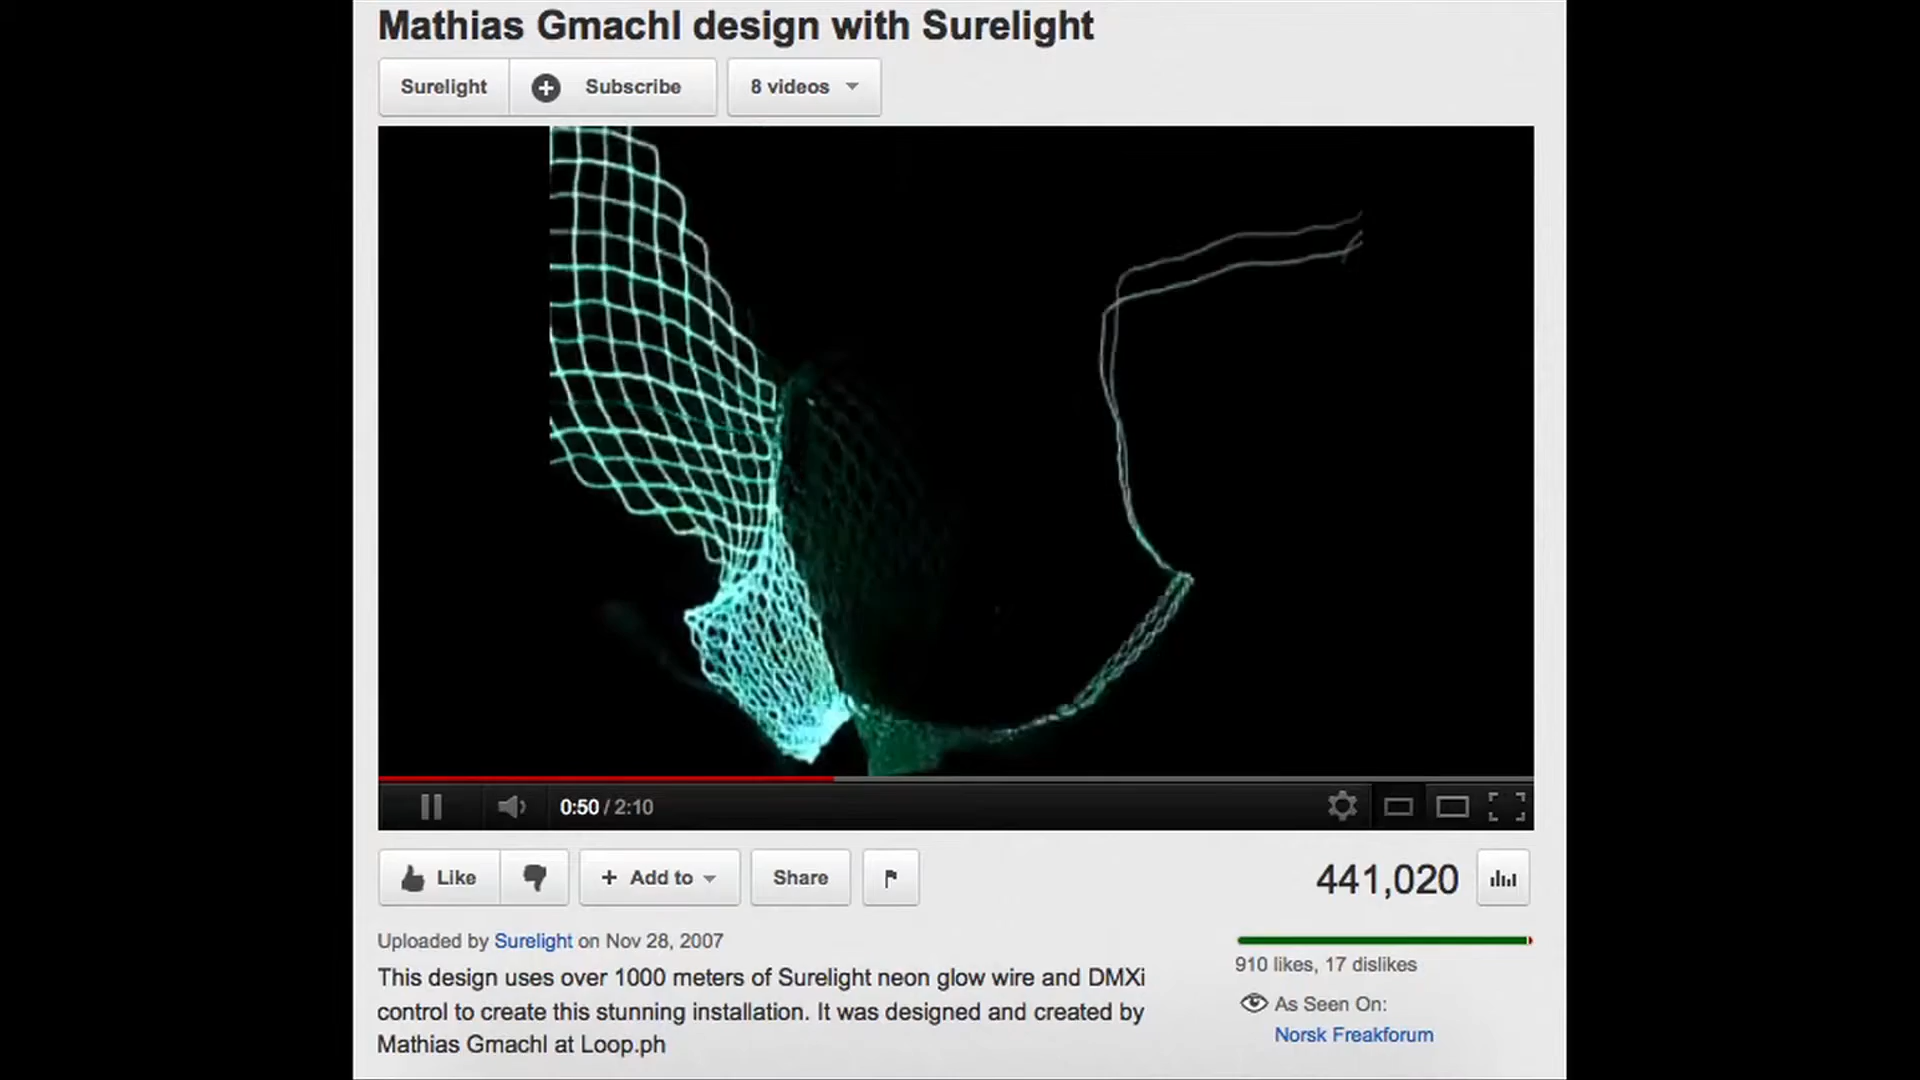 Mathias Gmachl design with Surelight
Surelight
Subscribe
8 videos
0:50 / 2:10
Like
+ Add to
Share
441,020
Uploaded by Surelight on Nov 28, 2007
This design uses over 1000 meters of Surelight neon glow wire and DMXi
control to create this stunning installation. It was designed and created by
Mathias Gmachl at Loop.ph
910 likes, 17 dislikes
As Seen On:
Norsk Freakforum